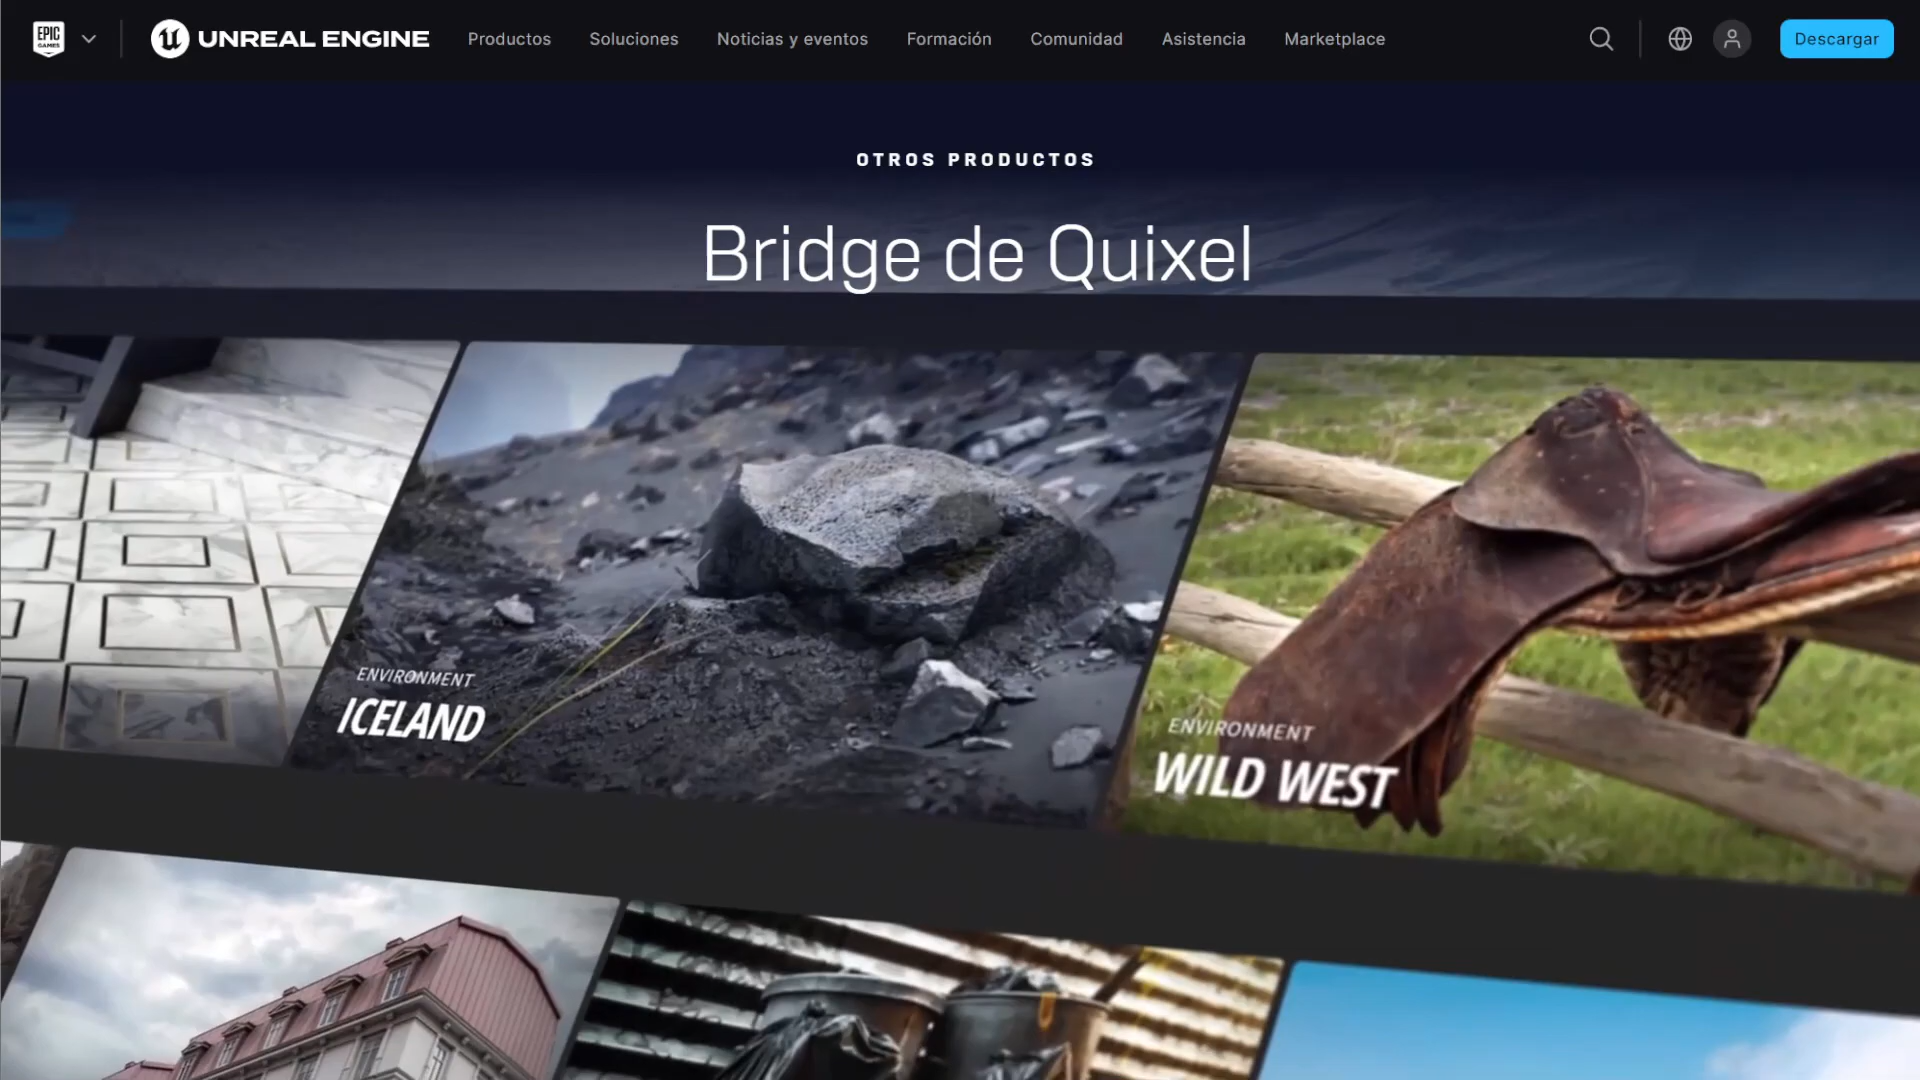 EPIC
GAMES
UNREAL ENGINE
Productos
Soluciones
Noticias y eventos
Formación
Comunidad
Asistencia
Marketplace
Descargar
OTROS PRODUCTOS
Bridge de Quixel
ENVIRONMENT
ICELAND
ENVIRONMENT
WILD WEST